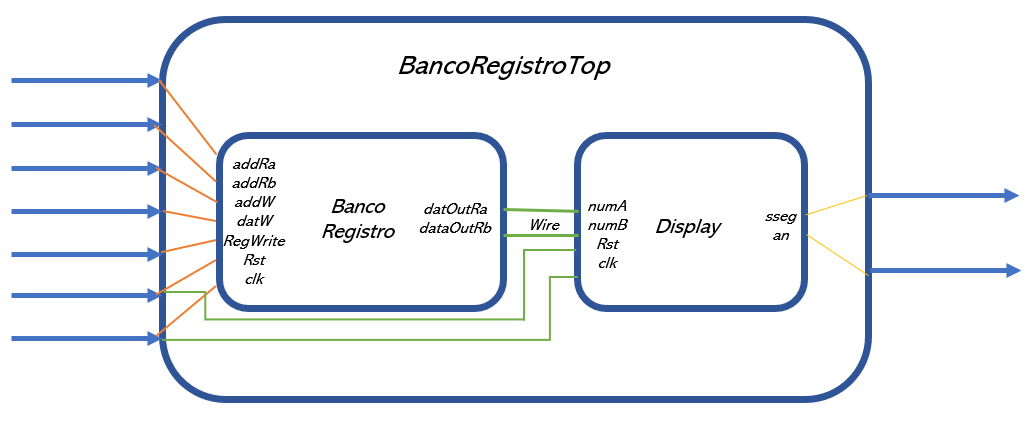 BancoRegistroTop
addRa
addRb
addW
datW
RegWrite
Rst
clk
Banco
Registro
datOutRa
dataOutRb
Wire
numA
numB
Rst
clk
Display
sseg
an